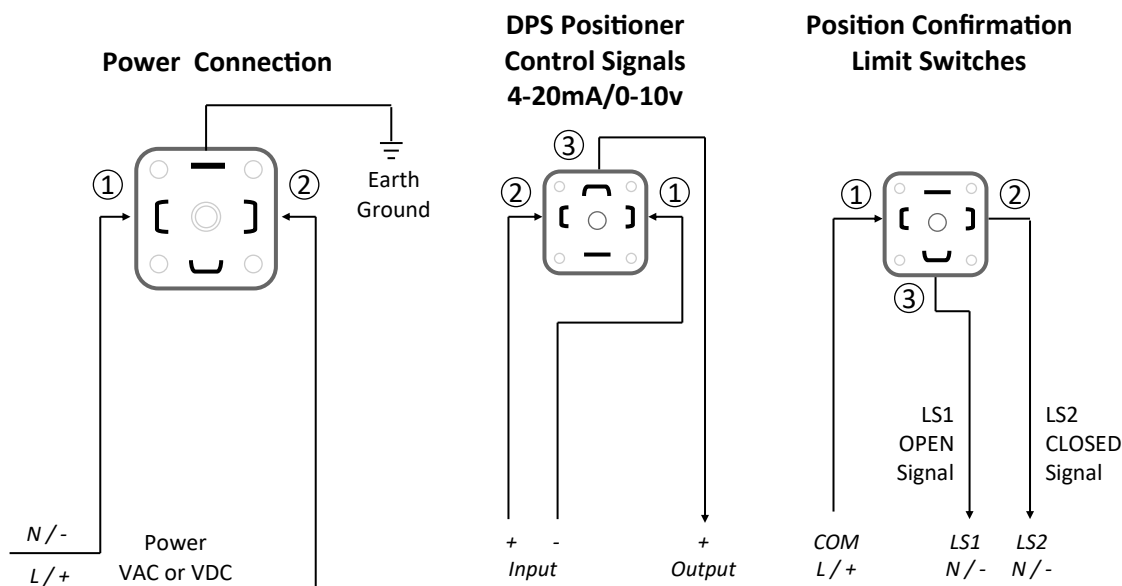 Power Connection
①
②
Earth
Ground
N / -
L / +
Power
VAC or VDC
DPS Positioner
Control Signals
4-20mA/0-10v
③
②
①
+
-
Input
+
Output
Position Confirmation
Limit Switches
①
②
③
LS1
OPEN
Signal
LS2
CLOSED
Signal
COM
L / +
LS1
N / -
LS2
N / -